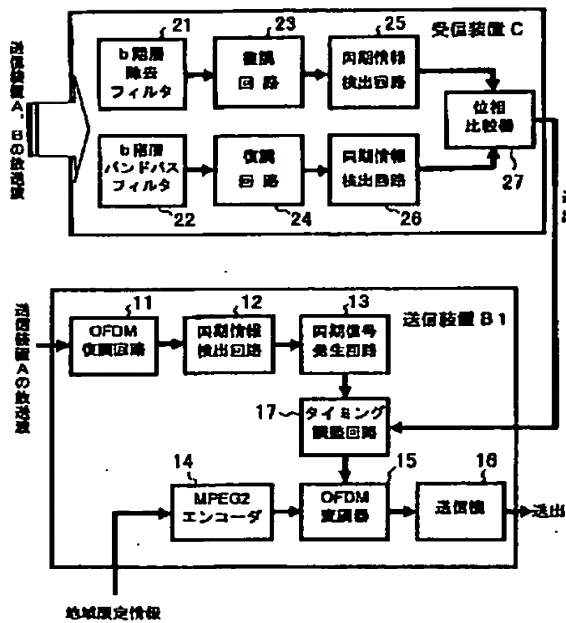 送信装置A、Bの放送波
受信装置C
21
b階層
除去
フィルタ
23
復調
回路
25
同期情報
検出回路
位相
比較器
27
b階層
バンドパス
フィルタ
22
復調
回路
24
同期情報
検出回路
26
送信装置Aの放送波
送信装置B1
11
OFDM
復調回路
12
同期情報
検出回路
13
同期信号
発生回路
17
タイミング
調整回路
14
MPEG2
エンコーダ
15
OFDM
変調器
16
送信機
送出
地域限定情報